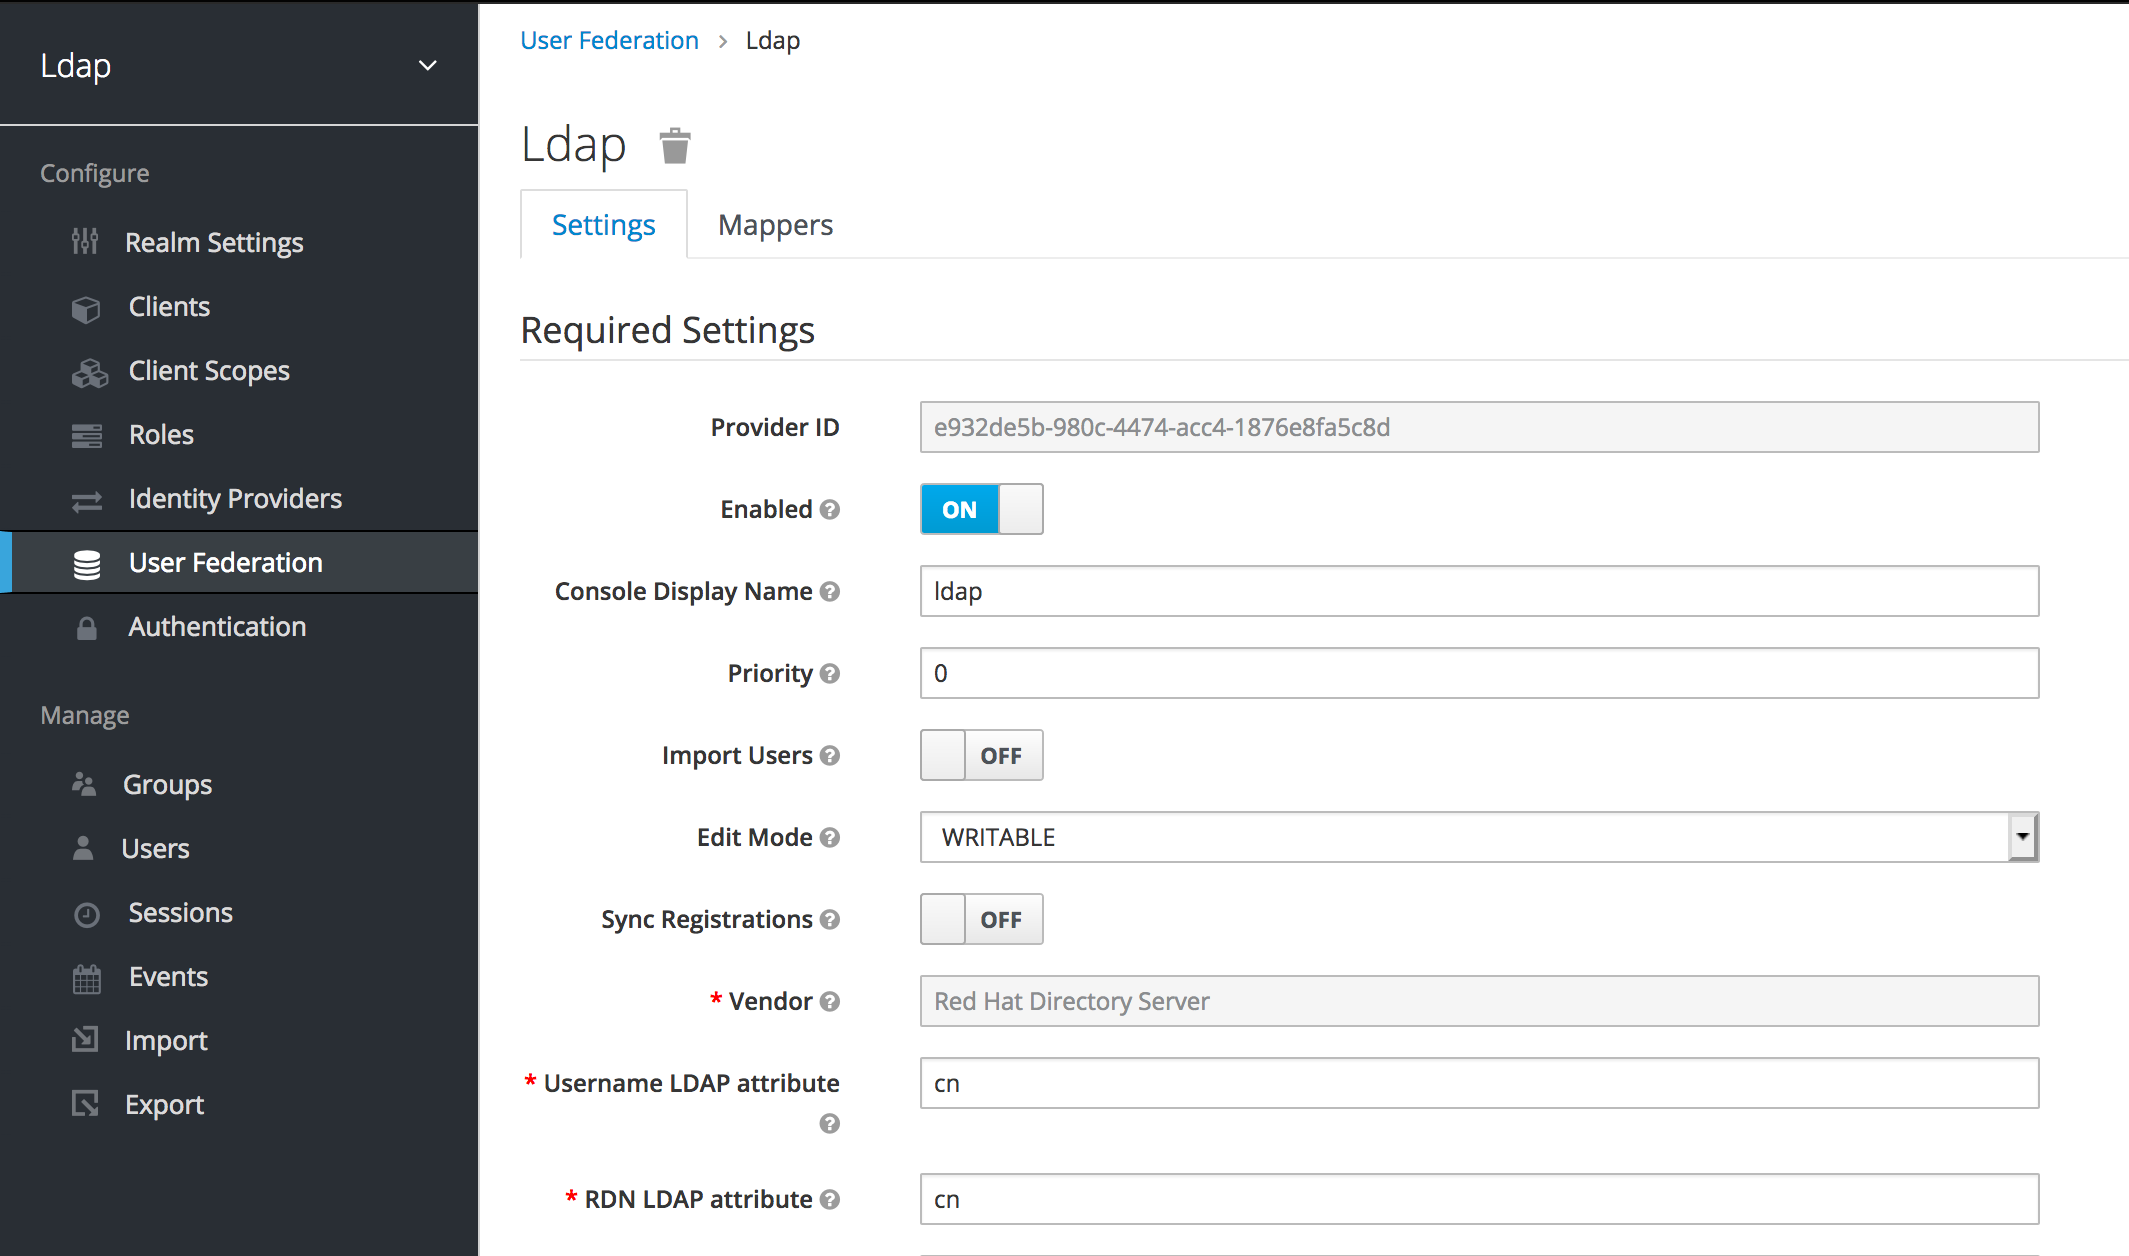 Ldap
Configure
Realm Settings
Clients
Client Scopes
Roles
Identity Providers
User Federation
Authentication
Manage
Groups
Users
Sessions
Events
Import
Export
User Federation > Ldap
Ldap
Settings Mappers
Required Settings
Provider ID e932de5b-980c-4474-acc4-1876e8fa5c8d
Enabled ON
Console Display Name ldap
Priority 0
Import Users OFF
Edit Mode WRITABLE
Sync Registrations OFF
* Vendor Red Hat Directory Server
* Username LDAP attribute cn
* RDN LDAP attribute cn